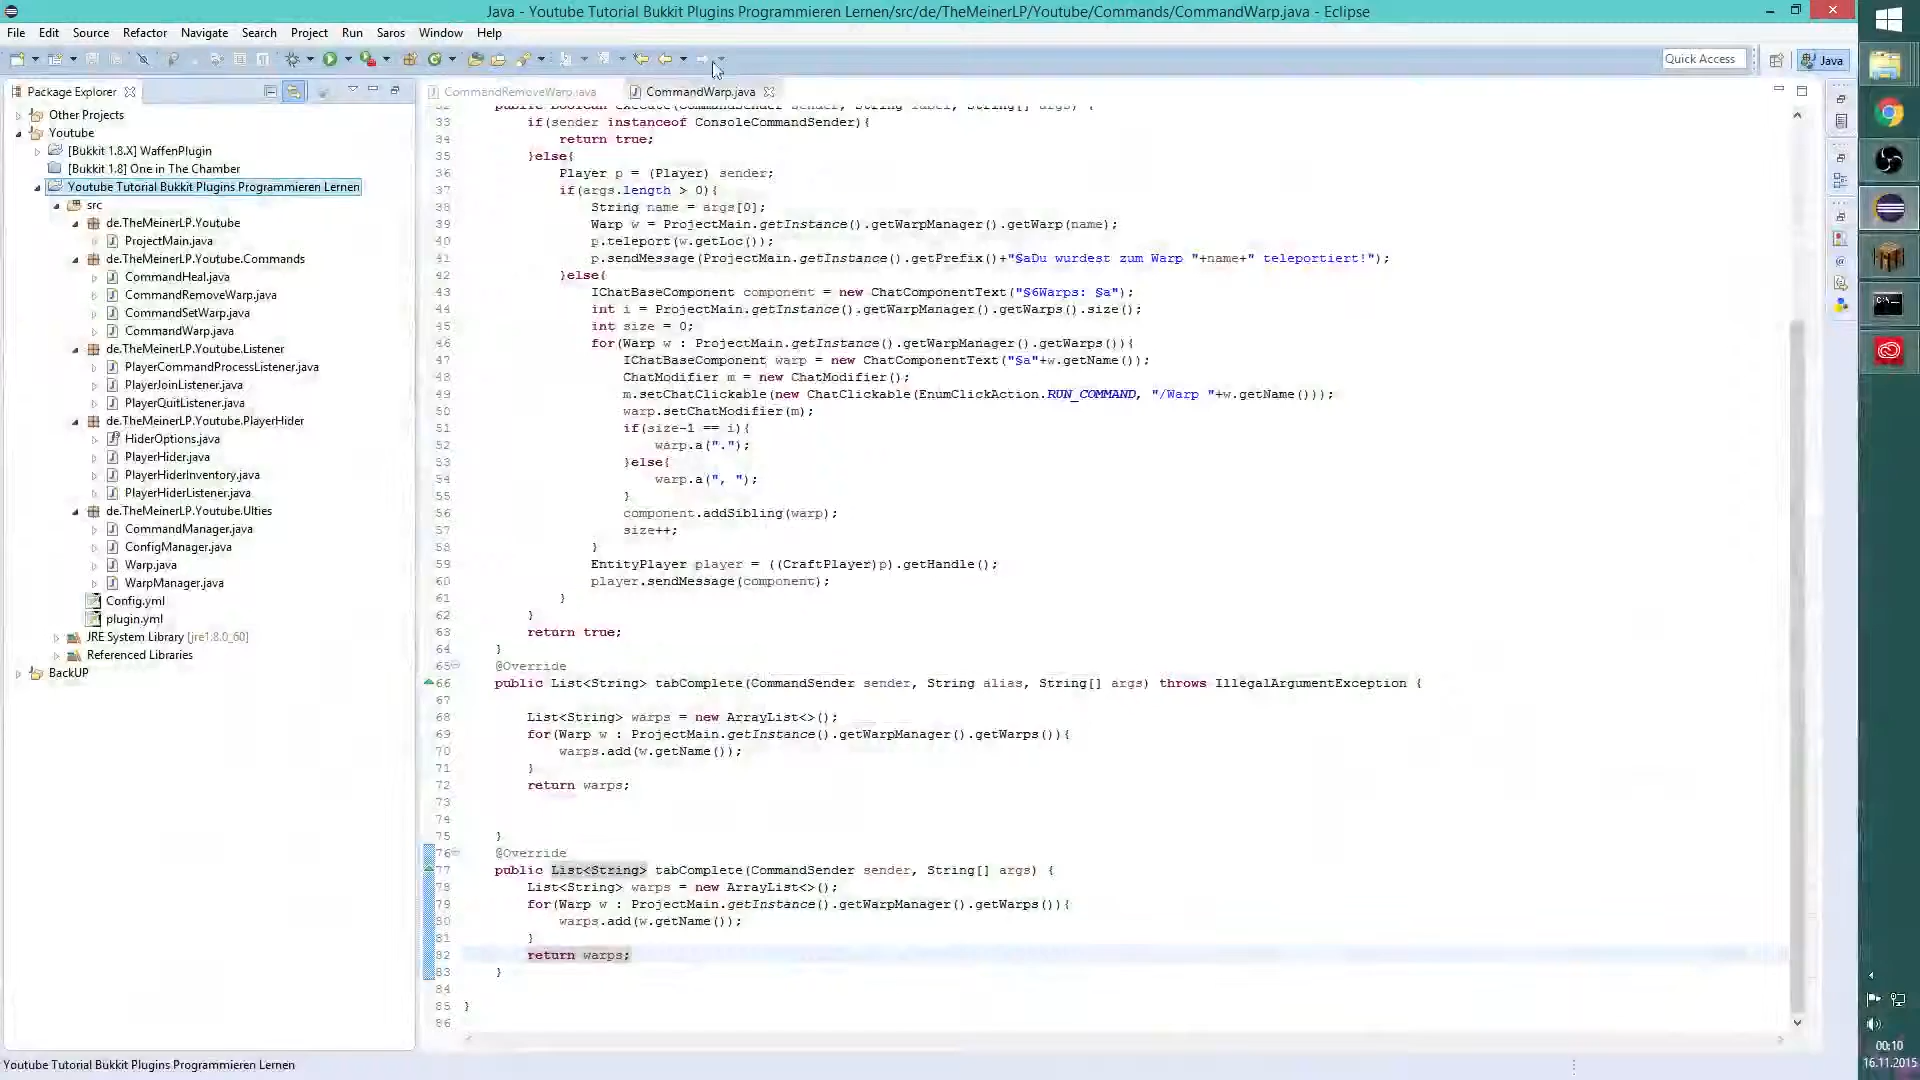 Java - Youtube Tutorial Bukkit Plugins Programmieren Lernen/src/de/TheMeinerLP/Youtube/Commands/CommandWarp.java - Eclipse
File Edit Source Refactor Navigate Search Project Run Saros Window Help
Quick Access
Java
Package Explorer
Other Projects
Youtube
[Bukkit 1.8.X] WaffenPlugin
[Bukkit 1.8] One in The Chamber
Youtube Tutorial Bukkit Plugins Programmieren Lernen
src
de.TheMeinerLP.Youtube
ProjectMain.java
de.TheMeinerLP.Youtube.Commands
CommandHeal.java
CommandRemoveWarp.java
CommandSetWarp.java
CommandWarp.java
de.TheMeinerLP.Youtube.Listener
PlayerCommandProcessListener.java
PlayerJoinListener.java
PlayerQuitListener.java
de.TheMeinerLP.Youtube.PlayerHider
HiderOptions.java
PlayerHider.java
PlayerHiderInventory.java
PlayerHiderListener.java
de.TheMeinerLP.Youtube.Ulties
CommandManager.java
ConfigManager.java
Warp.java
WarpManager.java
Config.yml
plugin.yml
JRE System Library [jre1.8.0_60]
Referenced Libraries
BackUP
CommandRemoveWarp.java
CommandWarp.java
32 public boolean execute(CommandSender sender, String label, String[] args) {
33 if(sender instanceof ConsoleCommandSender){
34 return true;
35 }else{
36 Player p = (Player) sender;
37 if(args.length > 0){
38 String name = args[0];
39 Warp w = ProjectMain.getInstance().getWarpManager().getWarp(name);
40 p.teleport(w.getLoc());
41 p.sendMessage(ProjectMain.getInstance().getPrefix()+"§aDu wurdest zum Warp "+name+" teleportiert!");
42 }else{
43 IChatBaseComponent component = new ChatComponentText("§6Warps: §a");
44 int i = ProjectMain.getInstance().getWarpManager().getWarps().size();
45 int size = 0;
46 for(Warp w : ProjectMain.getInstance().getWarpManager().getWarps()){
47 IChatBaseComponent warp = new ChatComponentText("§a"+w.getName());
48 ChatModifier m = new ChatModifier();
49 m.setChatClickable(new ChatClickable(EnumClickAction.RUN_COMMAND, "/Warp "+w.getName()));
50 warp.setChatModifier(m);
51 if(size-1 == i){
52 warp.a(".");
53 }else{
54 warp.a(", ");
55 }
56 component.addSibling(warp);
57 size++;
58 }
59 EntityPlayer player = ((CraftPlayer)p).getHandle();
60 player.sendMessage(component);
61 }
62 }
63 return true;
64 }
65 @Override
66 public List<String> tabComplete(CommandSender sender, String alias, String[] args) throws IllegalArgumentException {
67
68 List<String> warps = new ArrayList<>();
69 for(Warp w : ProjectMain.getInstance().getWarpManager().getWarps()){
70 warps.add(w.getName());
71 }
72 return warps;
73
74
75 }
76 @Override
77 public List<String> tabComplete(CommandSender sender, String[] args) {
78 List<String> warps = new ArrayList<>();
79 for(Warp w : ProjectMain.getInstance().getWarpManager().getWarps()){
80 warps.add(w.getName());
81 }
82 return warps;
83 }
84
85 }
86
Youtube Tutorial Bukkit Plugins Programmieren Lernen
00:10
16.11.2015